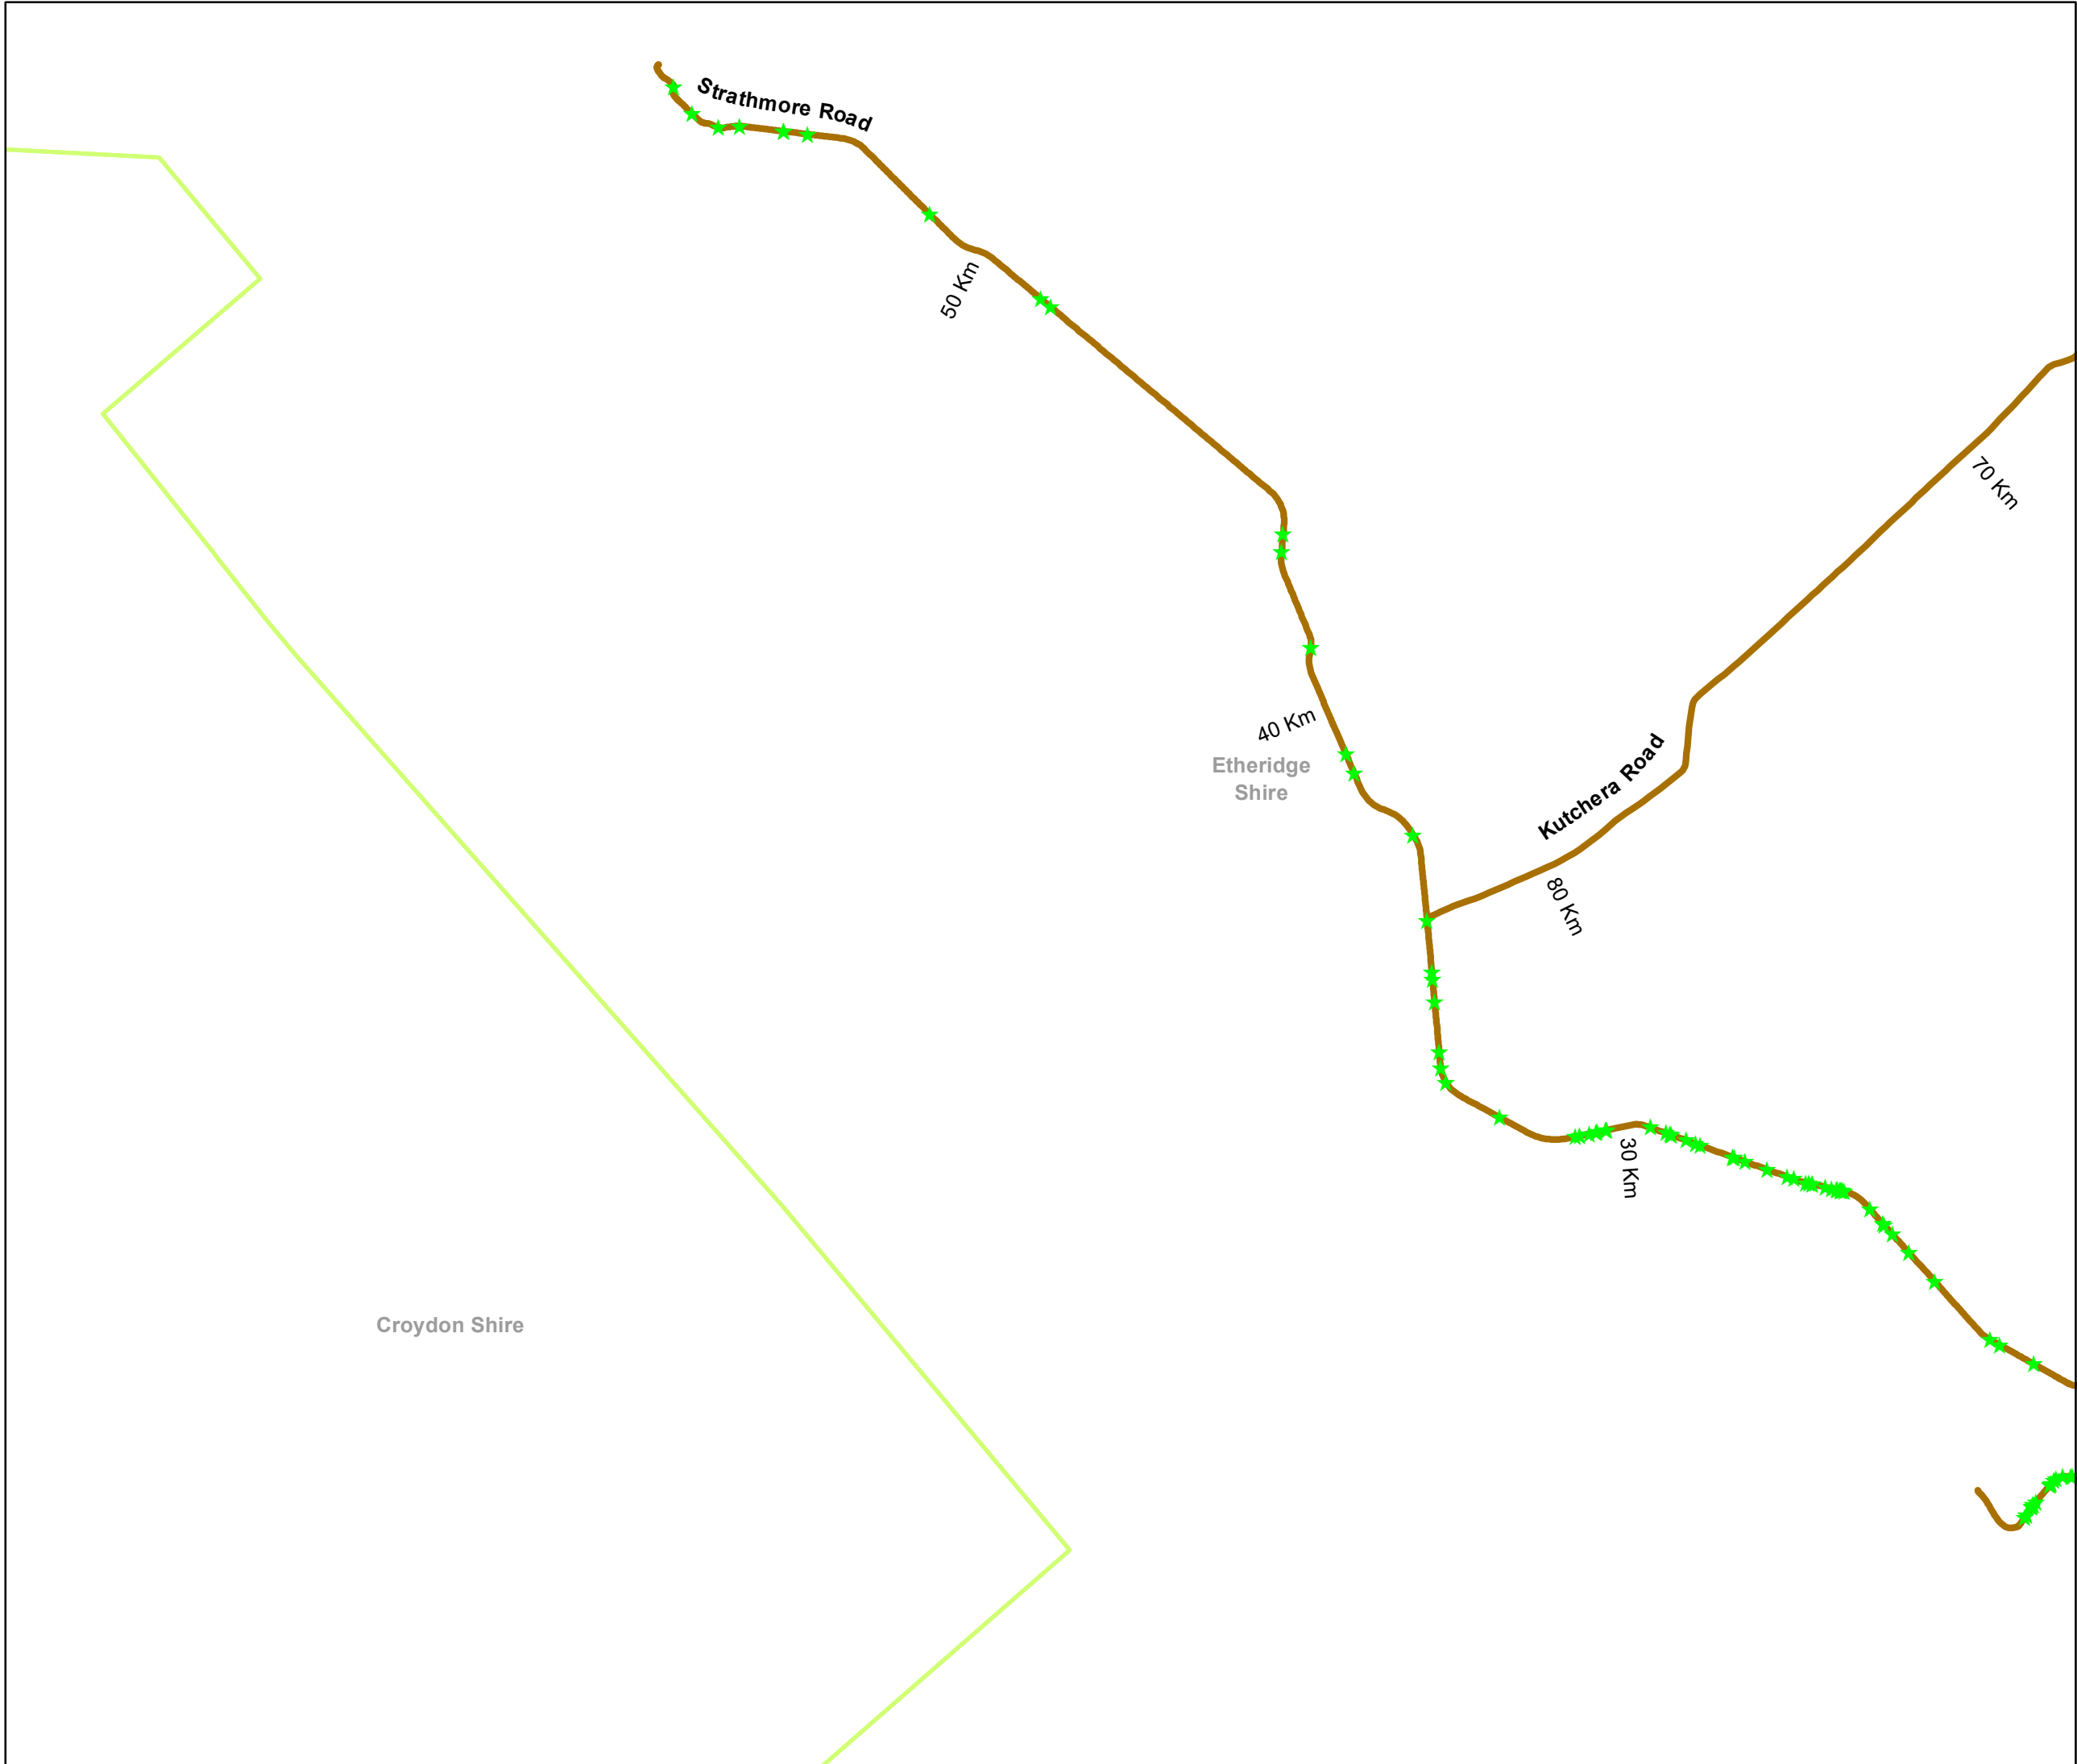 Strathmore Road
50 Km
70 Km
40 Km
Etheridge
Shire
Kutchera Road
80 Km
30 Km
Croydon Shire